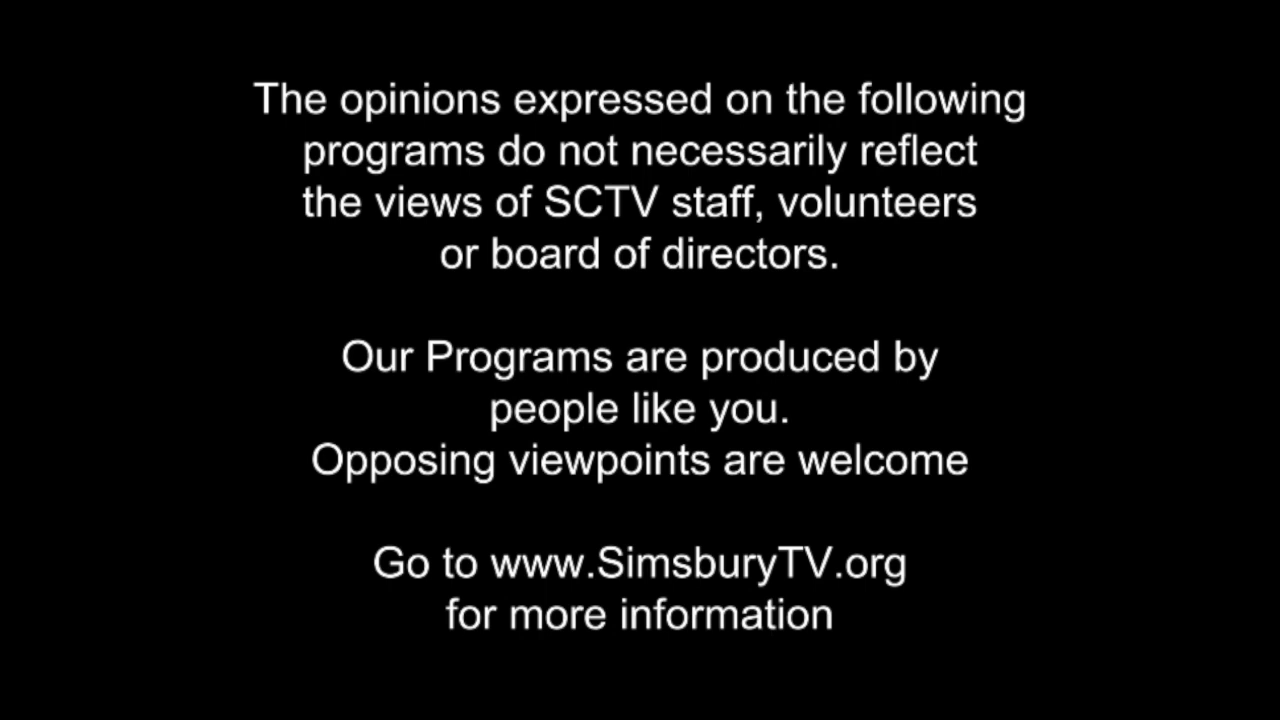 The opinions expressed on the following
programs do not necessarily reflect
the views of SCTV staff, volunteers
or board of directors.
Our Programs are produced by
people like you.
Opposing viewpoints are welcome
Go to www.SimsburyTV.org
for more information